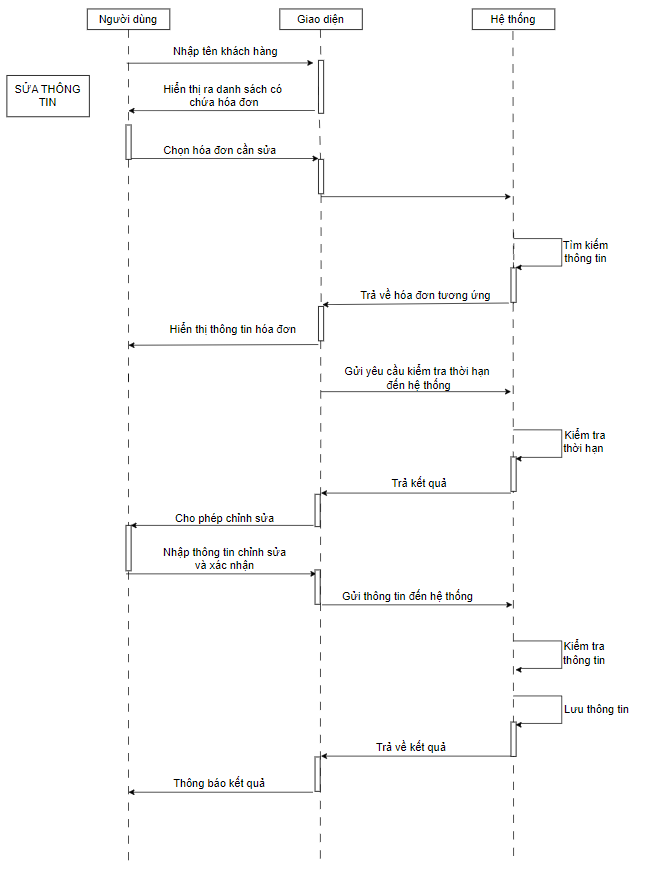 Người dùng
Giao diện
Hệ thống
Nhập tên khách hàng
SỬA THÔNG
TIN
Hiển thị ra danh sách có
chứa hóa đơn
Chọn hóa đơn cần sửa
Tìm kiếm
thông tin
Trả về hóa đơn tương ứng
Hiển thị thông tin hóa đơn
Gửi yêu cầu kiểm tra thời hạn
đến hệ thống
Kiểm tra
thời hạn
Trả kết quả
Cho phép chỉnh sửa
Nhập thông tin chỉnh sửa
và xác nhận
Gửi thông tin đến hệ thống
Kiểm tra
thông tin
Lưu thông tin
Trả về kết quả
Thông báo kết quả